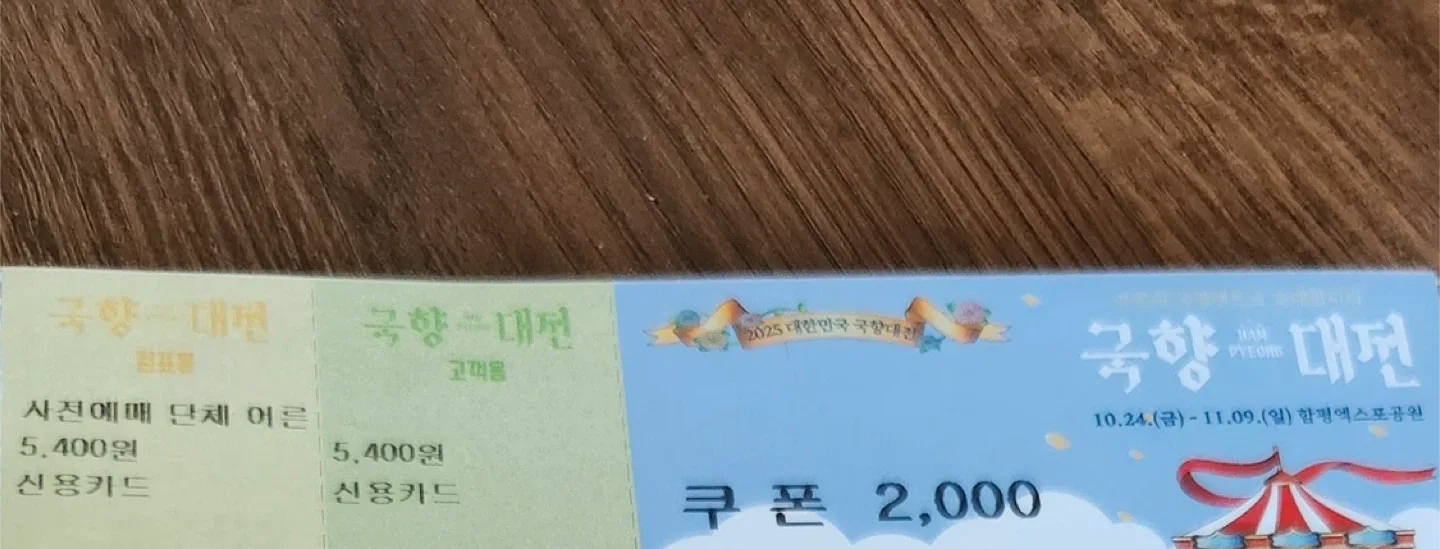 국향대전
사전예매 단체 어른
5,400원
신용카드
국향대전
고객용
5,400원
신용카드
2025 대한민국 국향대전
쿠 폰 2,000
국향 HAM PYEONG 대전
10.24.(금) - 11.09.(일) 함평엑스포공원